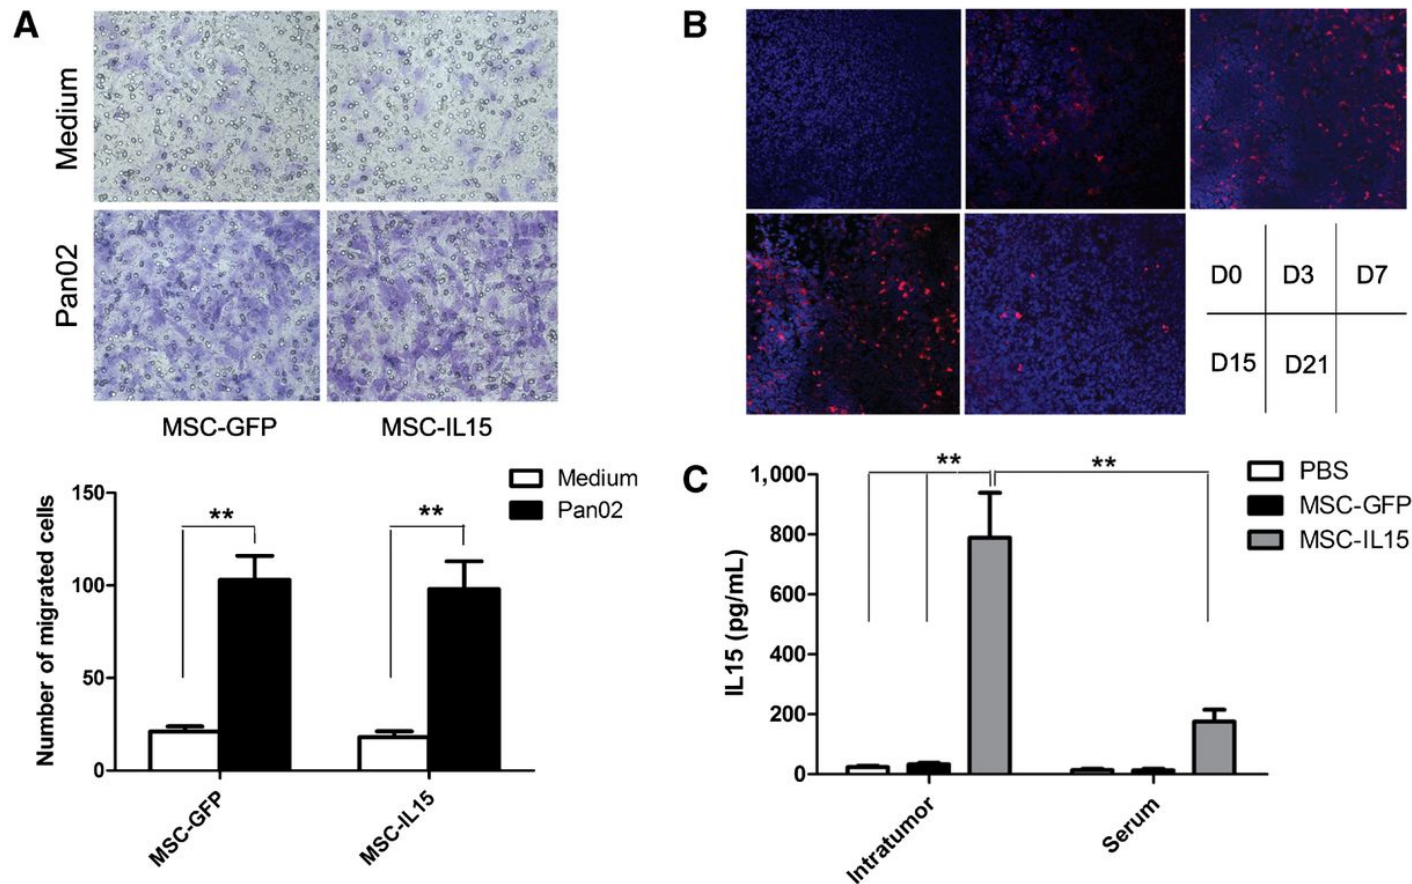 A
Medium
Pan02
MSC-GFP MSC-IL15
B
D0 D3 D7
D15 D21
Number of migrated cells
150
100
50
0
** **
Medium
Pan02
MSC-GFP
MSC-IL15
C
IL15 (pg/mL)
1,000
800
600
400
200
0
** **
PBS
MSC-GFP
MSC-IL15
Intratumor
Serum